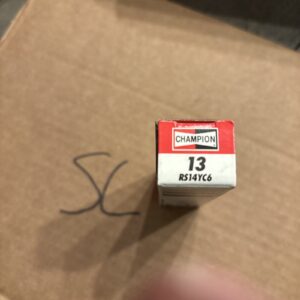 SC
CHAMPION
13
RS14YC6